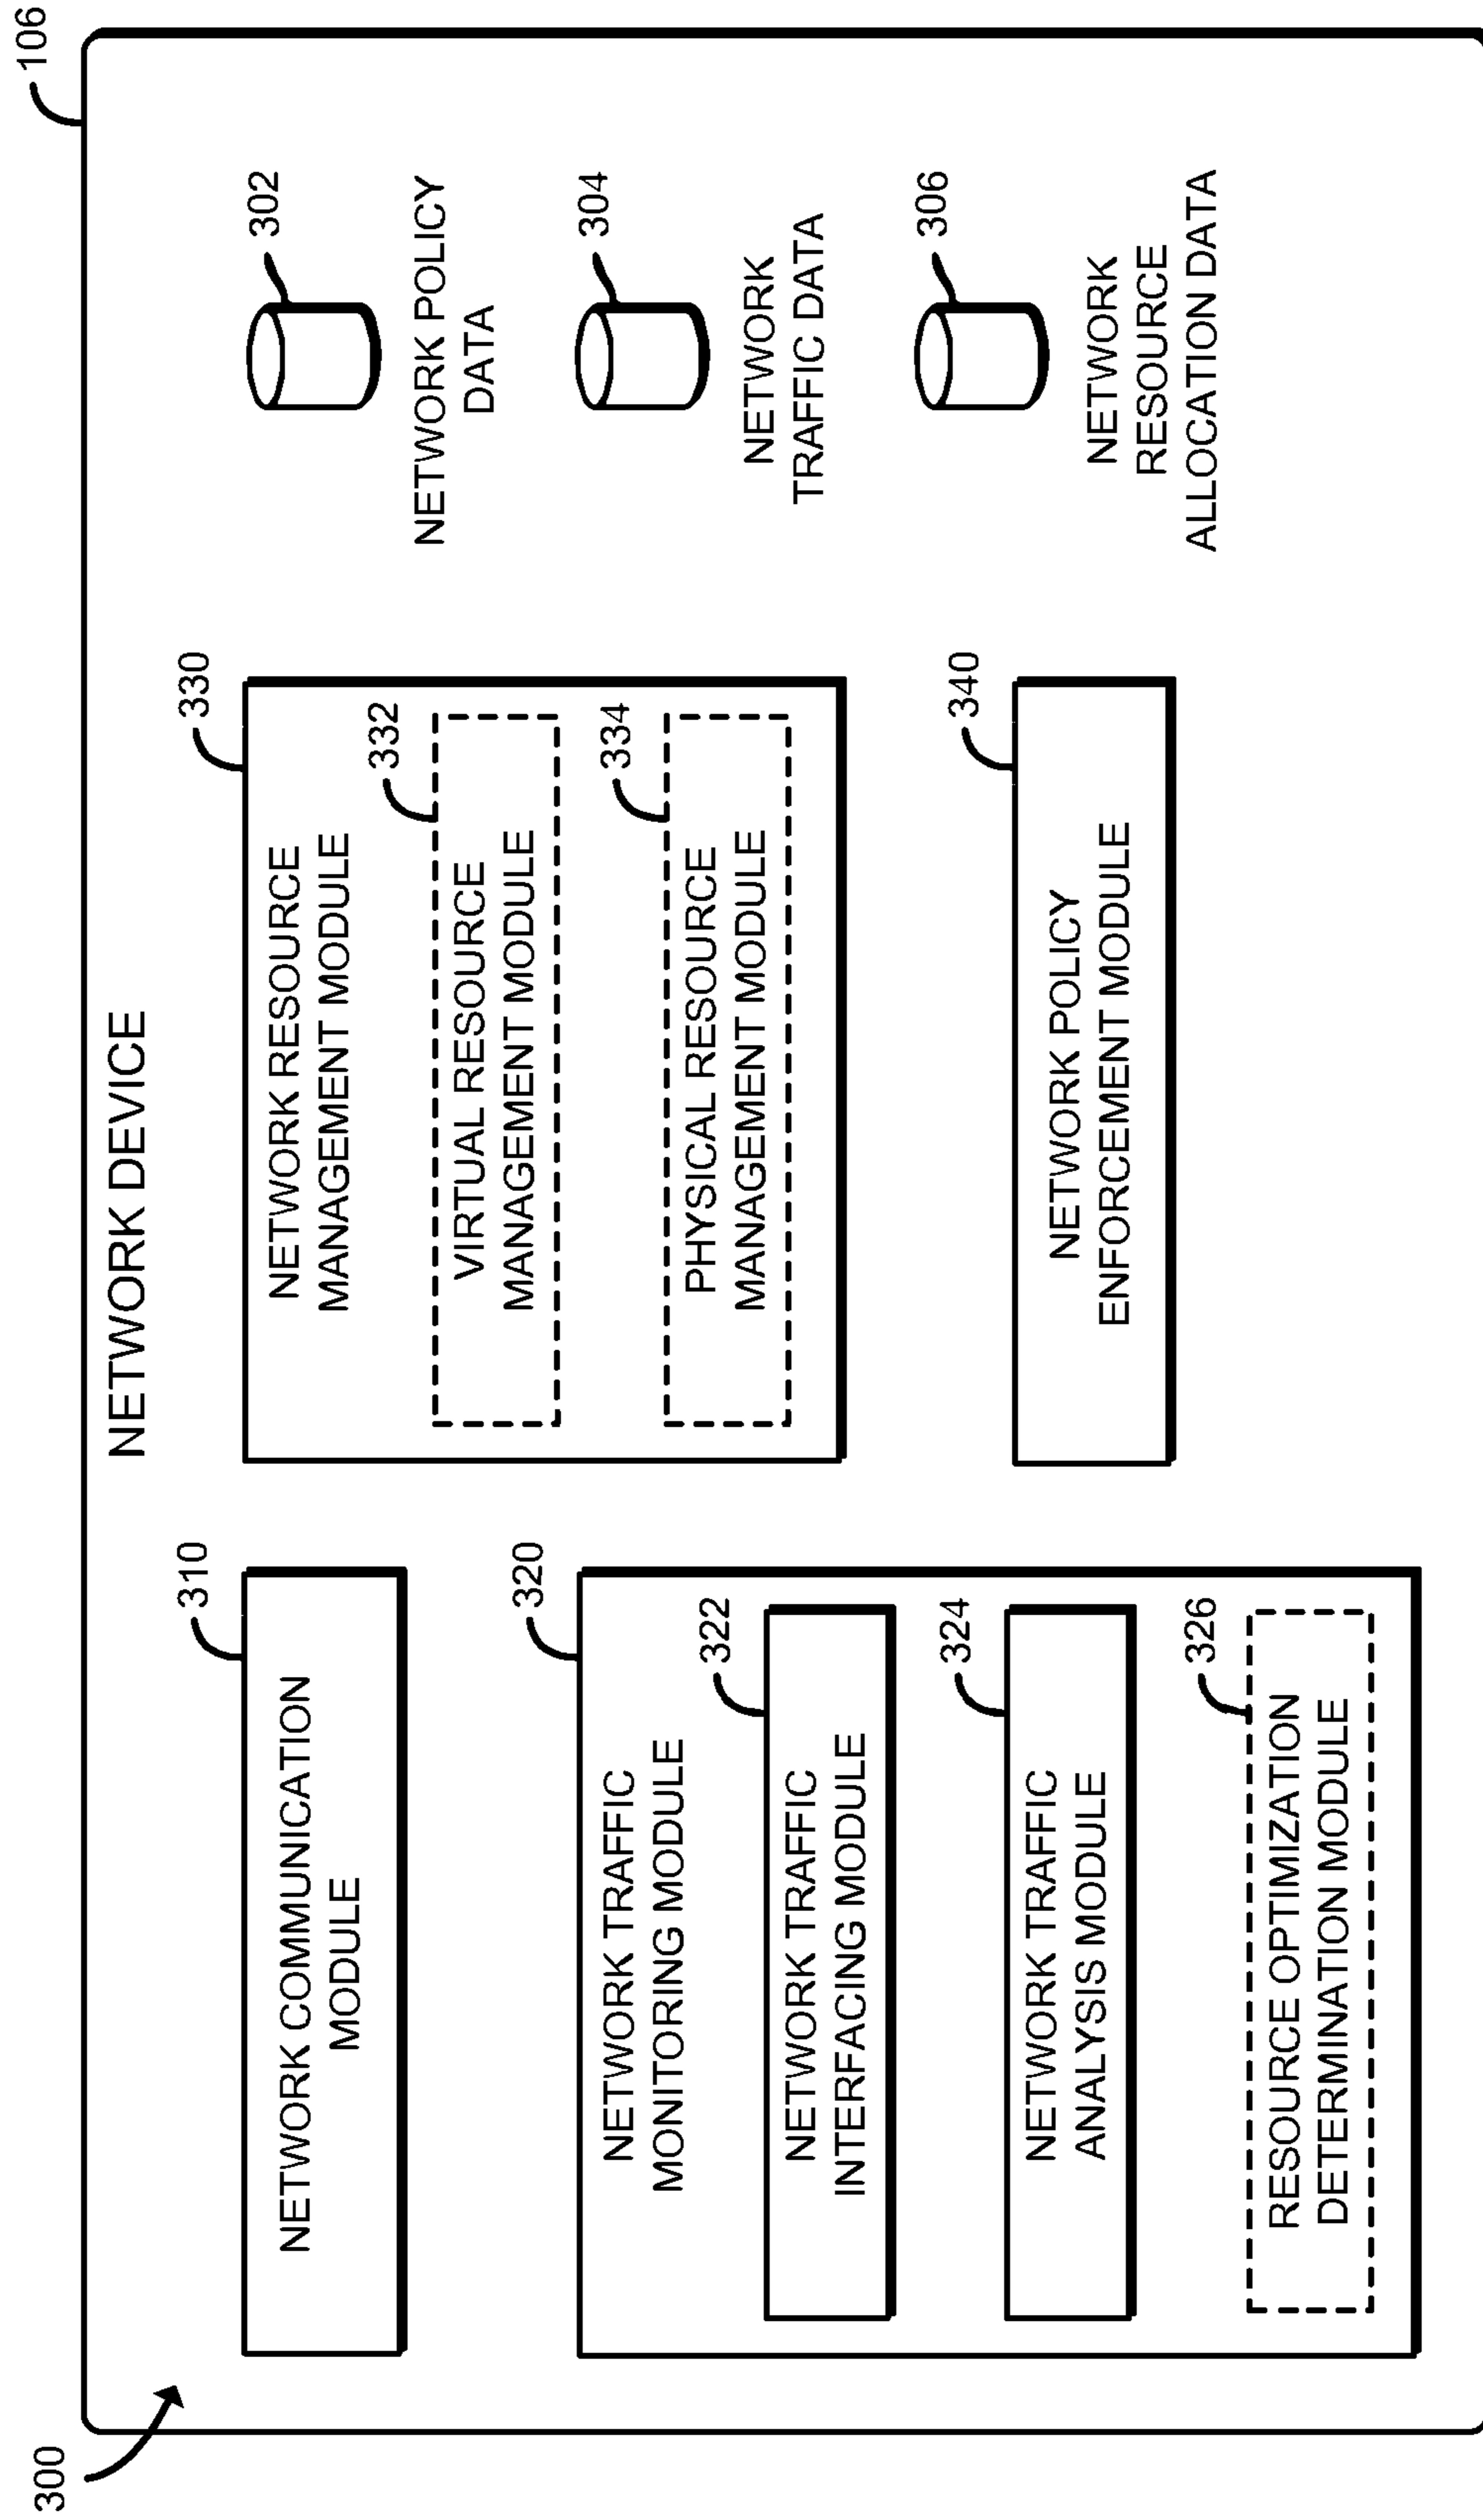 300
106
NETWORK DEVICE
310
NETWORK COMMUNICATION
MODULE
320
NETWORK TRAFFIC
MONITORING MODULE
322
NETWORK TRAFFIC
INTERFACING MODULE
324
NETWORK TRAFFIC
ANALYSIS MODULE
326
RESOURCE OPTIMIZATION
DETERMINATION MODULE
330
NETWORK RESOURCE
MANAGEMENT MODULE
332
VIRTUAL RESOURCE
MANAGEMENT MODULE
334
PHYSICAL RESOURCE
MANAGEMENT MODULE
340
NETWORK POLICY
ENFORCEMENT MODULE
302
NETWORK POLICY
DATA
304
NETWORK
TRAFFIC DATA
306
NETWORK
RESOURCE
ALLOCATION DATA